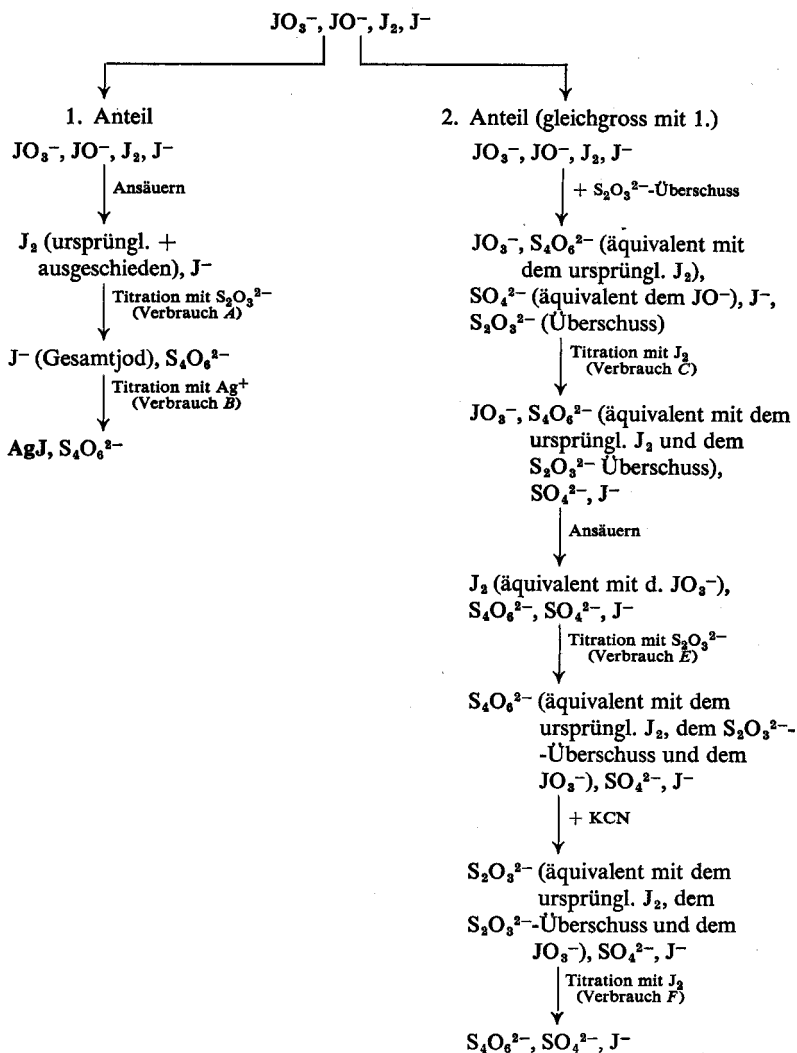 JO₃⁻, JO⁻, J₂, J⁻
1. Anteil
JO₃⁻, JO⁻, J₂, J⁻
Ansäuern
J₂ (ursprüngl. +
ausgeschieden), J⁻
Titration mit S₂O₃²⁻
(Verbrauch A)
J⁻ (Gesamtjod), S₄O₆²⁻
Titration mit Ag⁺
(Verbrauch B)
AgJ, S₄O₆²⁻
2. Anteil (gleichgross mit 1.)
JO₃⁻, JO⁻, J₂, J⁻
+ S₂O₃²⁻-Überschuss
JO₃⁻, S₄O₆²⁻ (äquivalent mit
dem ursprüngl. J₂),
SO₄²⁻ (äquivalent dem JO⁻), J⁻,
S₂O₃²⁻ (Überschuss)
Titration mit J₂
(Verbrauch C)
JO₃⁻, S₄O₆²⁻ (äquivalent mit dem
ursprüngl. J₂ und dem
S₂O₃²⁻ Überschuss),
SO₄²⁻, J⁻
Ansäuern
J₂ (äquivalent mit d. JO₃⁻),
S₄O₆²⁻, SO₄²⁻, J⁻
Titration mit S₂O₃²⁻
(Verbrauch E)
S₄O₆²⁻ (äquivalent mit dem
ursprüngl. J₂, dem S₂O₃²⁻-
-Überschuss und dem
JO₃⁻), SO₄²⁻, J⁻
+ KCN
S₂O₃²⁻ (äquivalent mit dem
ursprüngl. J₂, dem
S₂O₃²⁻-Überschuss und dem
JO₃⁻), SO₄²⁻, J⁻
Titration mit J₂
(Verbrauch F)
S₄O₆²⁻, SO₄²⁻, J⁻